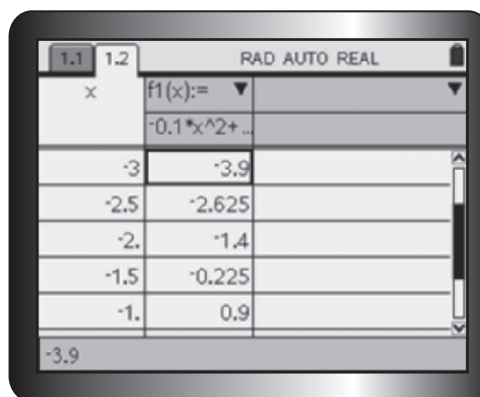 1.1 1.2 RAD AUTO REAL
x f1(x):= ▼ ▼
-0.1*x^2+...
-3 -3.9
-2.5 -2.625
-2. -1.4
-1.5 -0.225
-1. 0.9
-3.9